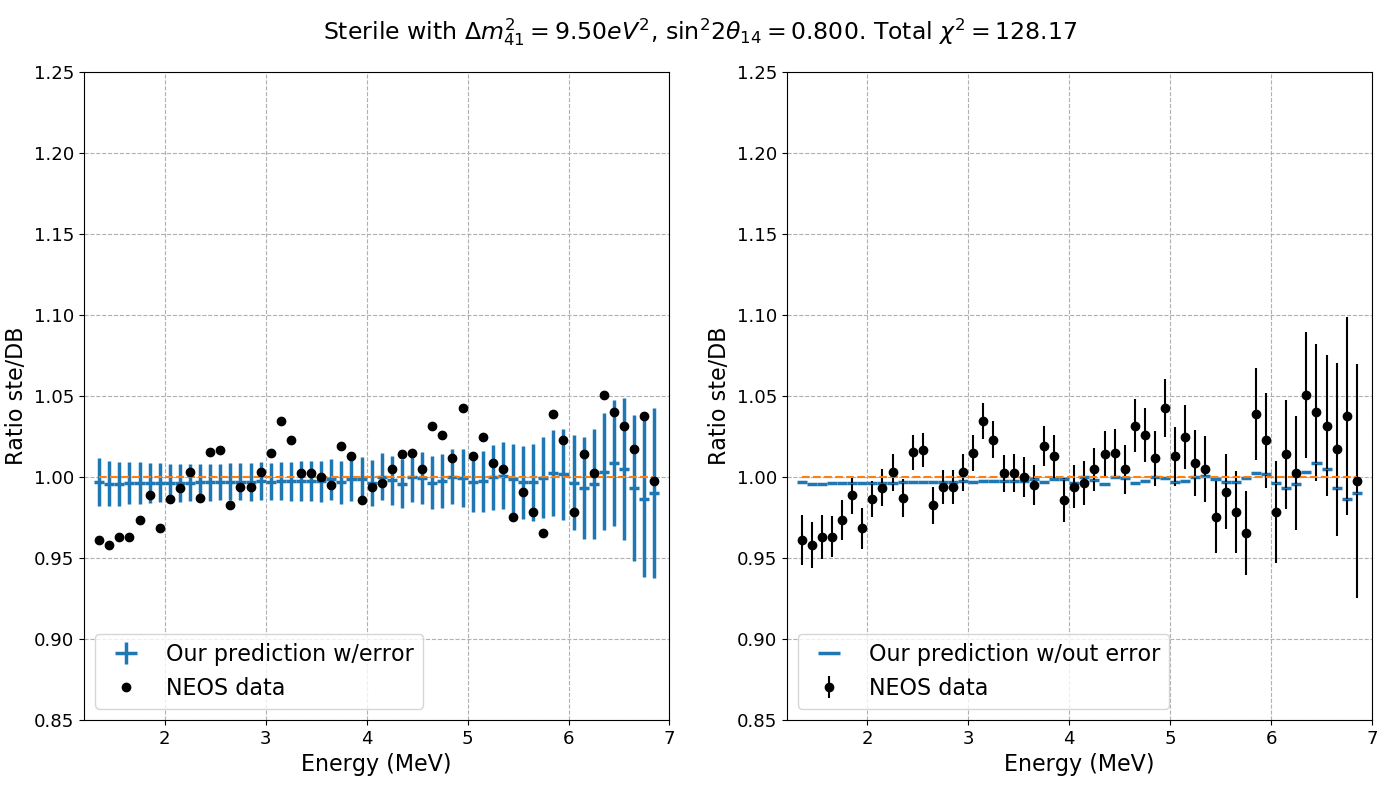 Sterile with Δm²₄₁ = 9.50eV², sin²2θ₁₄ = 0.800. Total χ² = 128.17
Ratio ste/DB
1.25
1.20
1.15
1.10
1.05
1.00
0.95
0.90
0.85
Our prediction w/error
NEOS data
2 3 4 5 6 7
Energy (MeV)
Ratio ste/DB
1.25
1.20
1.15
1.10
1.05
1.00
0.95
0.90
0.85
Our prediction w/out error
NEOS data
2 3 4 5 6 7
Energy (MeV)